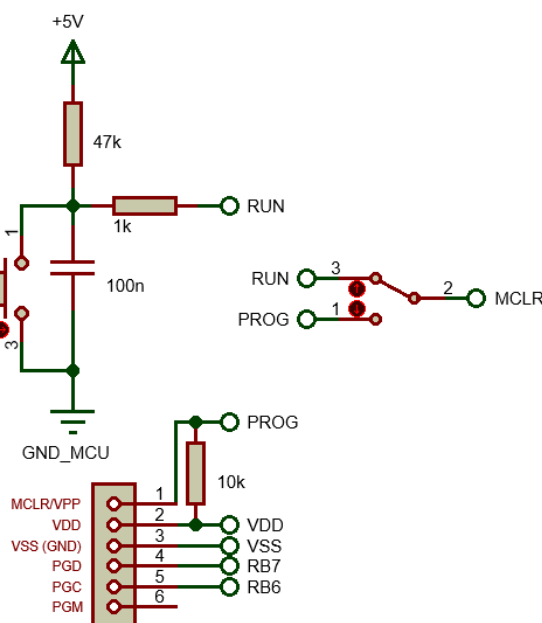 +5V
47k
1k
RUN
1
100n
3
GND_MCU
RUN
3
2
MCLR
PROG
1
PROG
10k
MCLR/VPP
1
VDD
2
VDD
VSS (GND)
3
VSS
PGD
4
RB7
PGC
5
RB6
PGM
6